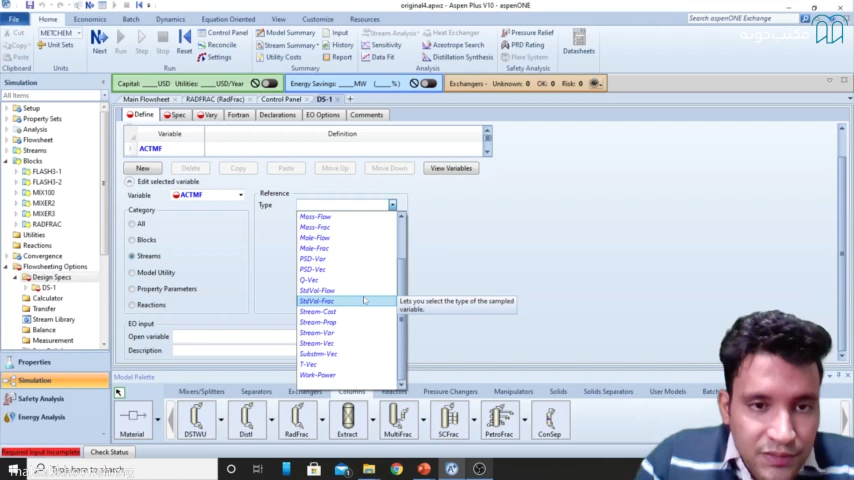 original4.apwz - Aspen Plus V10 - aspenONE
File Home Economics Batch Dynamics Equation Oriented View Customize Resources
Search aspenONE Exchange
Cut
Copy
Paste
Clipboard
METCHEM
Unit Sets
Units
Next Run Step Stop Reset
Control Panel
Reconcile
Settings
Run
Model Summary
Stream Summary
Utility Costs
Input
History
Report
Summary
Stream Analysis
Sensitivity
Data Fit
Heat Exchanger
Azeotrope Search
Distillation Synthesis
Analysis
Pressure Relief
PRD Rating
Flare System
Safety Analysis
Datasheets
مکتب‌خونه
Capital: ____USD Utilities: ____USD/Year
Energy Savings: ____MW (____%)
Exchangers - Unknown: 0 OK: 0 Risk: 0
Simulation
All Items
Setup
Property Sets
Analysis
Flowsheet
Streams
Blocks
FLASH3-1
FLASH3-2
MIX100
MIXER2
MIXER3
RADFRAC
Utilities
Reactions
Convergence
Flowsheeting Options
Design Specs
DS-1
Calculator
Transfer
Stream Library
Balance
Measurement
Properties
Simulation
Safety Analysis
Energy Analysis
Main Flowsheet RADFRAC (RadFrac) Control Panel DS-1 +
Define Spec Vary Fortran Declarations EO Options Comments
Variable Definition
ACTMF
New Delete Copy Paste Move Up Move Down View Variables
Edit selected variable
Variable ACTMF
Category
All
Blocks
Streams
Model Utility
Property Parameters
Reactions
Reference
Type
Mass-Flow
Mass-Frac
Mole-Flow
Mole-Frac
PSD-Var
PSD-Vec
Q-Vec
StdVol-Flow
StdVol-Frac
Stream-Cost
Stream-Prop
Stream-Var
Stream-Vec
Substrm-Vec
T-Vec
Work-Power
Lets you select the type of the sampled
variable.
EO input
Open variable
Description
Model Palette
Mixers/Splitters Separators Exchangers Columns Reactors Pressure Changers Manipulators Solids Solids Separators User Models
Material DSTWU Distl RadFrac Extract MultiFrac SCFrac PetroFrac ConSep
Required Input Incomplete Check Status
Type here to search